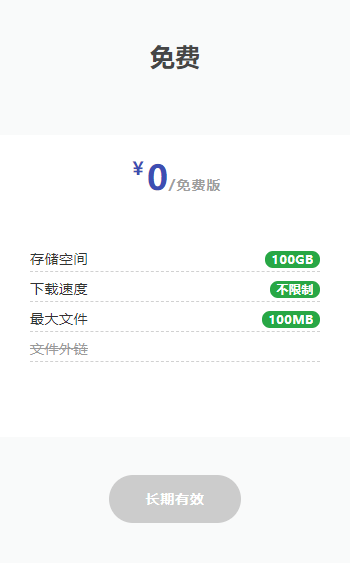 免费
¥0/免费版
存储空间 100GB
下载速度 不限制
最大文件 100MB
文件外链
长期有效